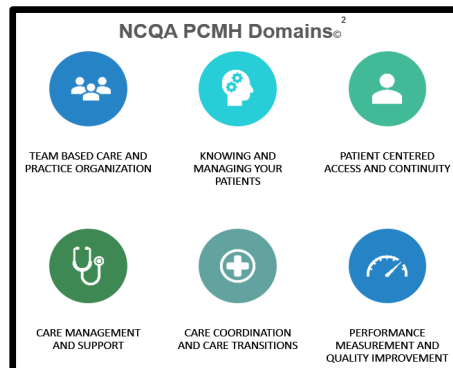 NCQA PCMH Domains© 2
TEAM BASED CARE AND
PRACTICE ORGANIZATION
KNOWING AND
MANAGING YOUR
PATIENTS
PATIENT CENTERED
ACCESS AND CONTINUITY
CARE MANAGEMENT
AND SUPPORT
CARE COORDINATION
AND CARE TRANSITIONS
PERFORMANCE
MEASUREMENT AND
QUALITY IMPROVEMENT